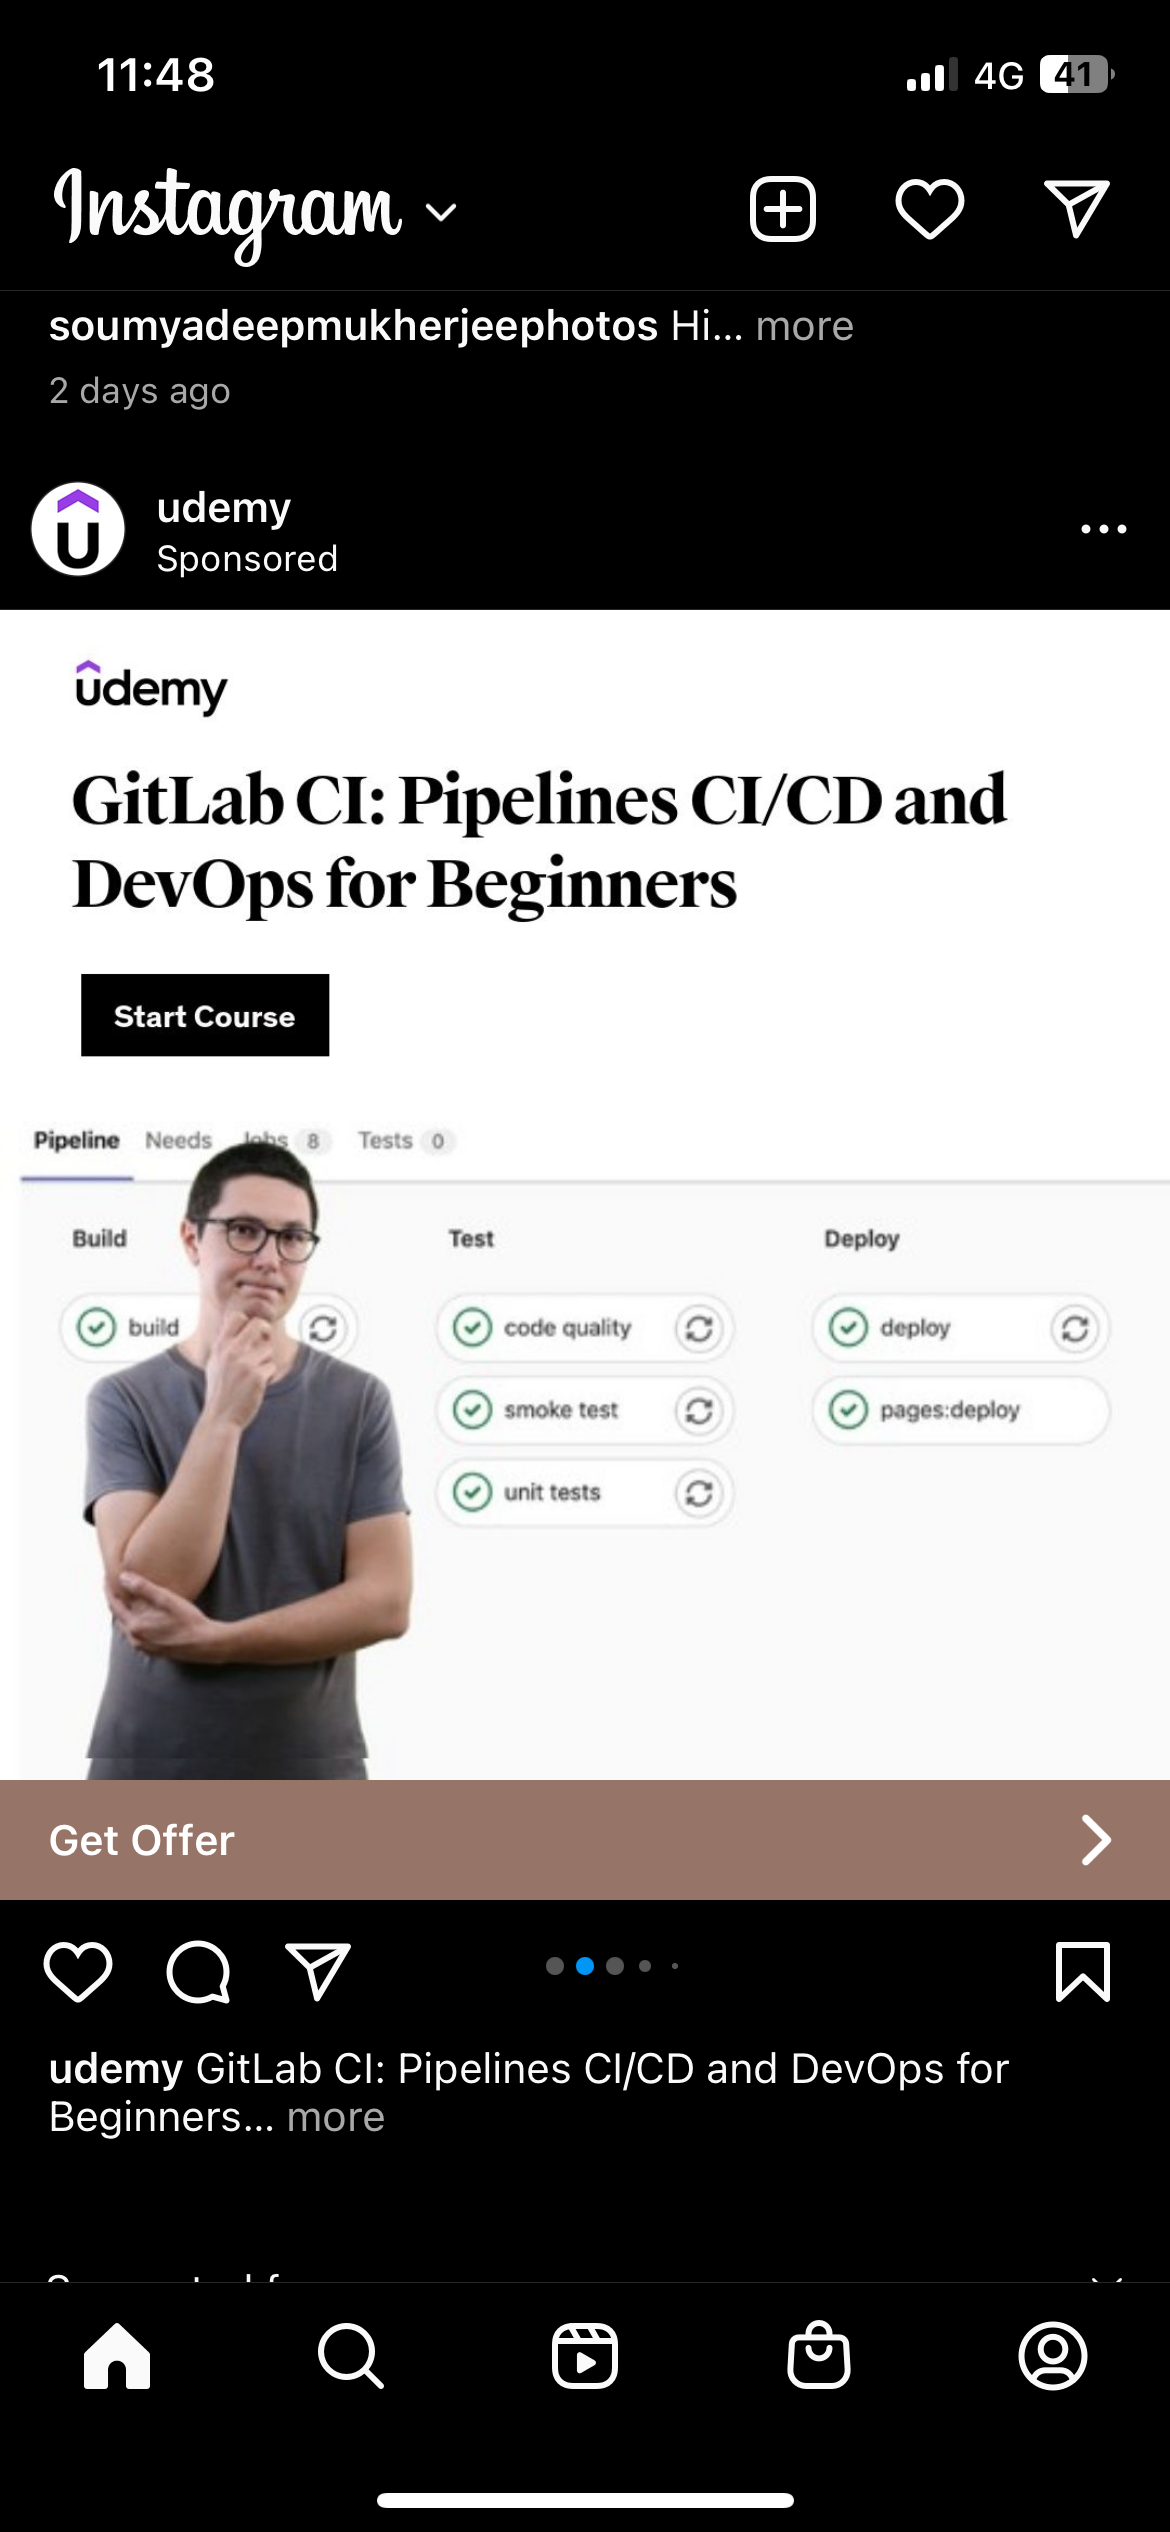 11:48
4G 41
Instagram
soumyadeepmukherjeephotos Hi... more
2 days ago
udemy
Sponsored
udemy
GitLab CI: Pipelines CI/CD and
DevOps for Beginners
Start Course
Pipeline Needs Jobs 8 Tests 0
Build Test Deploy
build code quality deploy
smoke test pages:deploy
unit tests
Get Offer
udemy GitLab CI: Pipelines CI/CD and DevOps for
Beginners... more